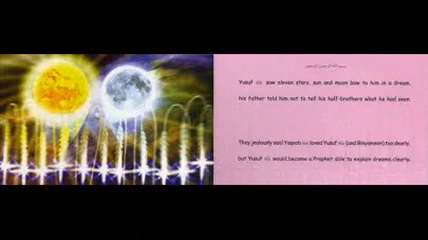 Yusuf saw eleven stars, sun and moon bow to him in a dream,
his father told him not to tell his half-brothers what he had seen
They jealously said Yaqoob loved Yusuf (and Binyameen) too dearly,
but Yusuf would become a Prophet able to explain dreams clearly.